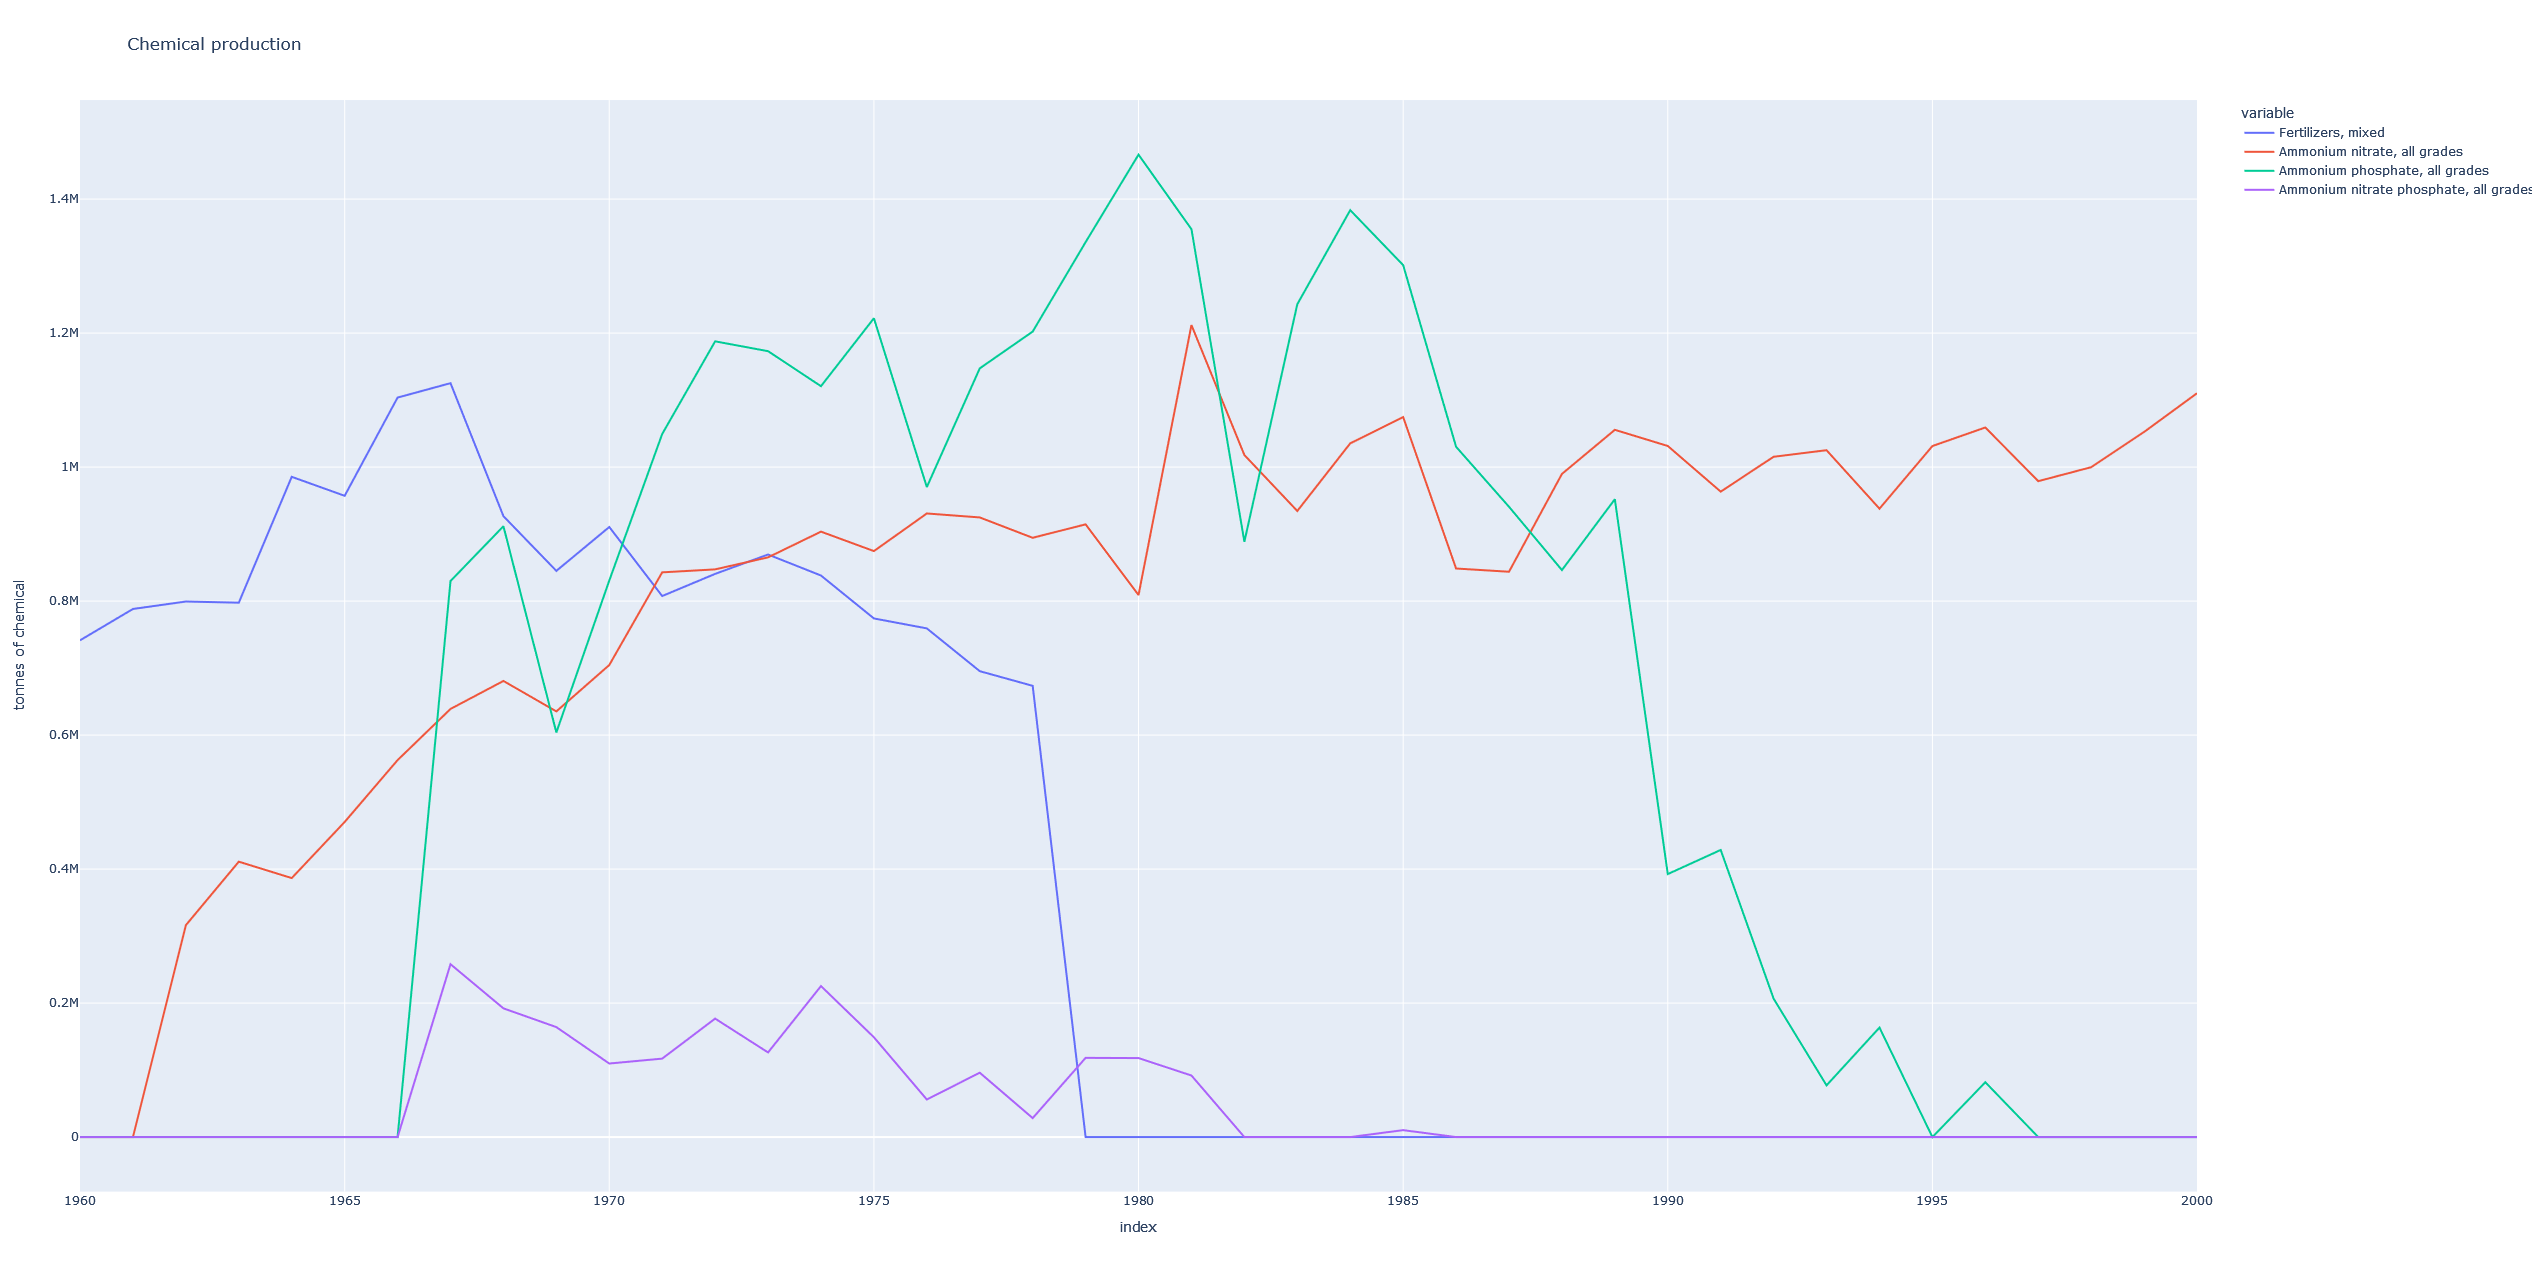 Chemical production
variable
Fertilizers, mixed
Ammonium nitrate, all grades
Ammonium phosphate, all grades
Ammonium nitrate phosphate, all grades
1.4M
1.2M
1M
0.8M
0.6M
0.4M
0.2M
0
tonnes of chemical
1960 1965 1970 1975 1980 1985 1990 1995 2000
index